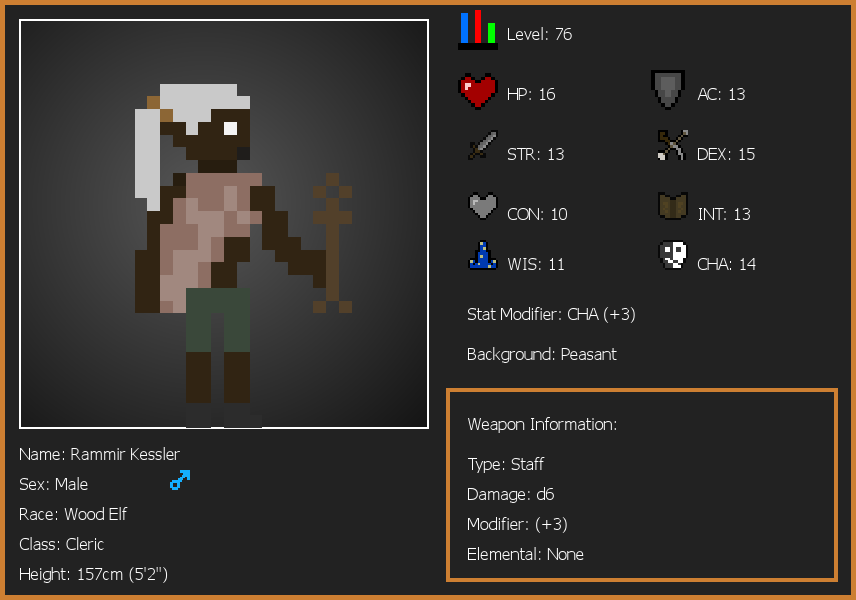 Level: 76
HP: 16
AC: 13
STR: 13
DEX: 15
CON: 10
INT: 13
WIS: 11
CHA: 14
Stat Modifier: CHA (+3)
Background: Peasant
Weapon Information:
Type: Staff
Damage: d6
Modifier: (+3)
Elemental: None
Name: Rammir Kessler
Sex: Male
Race: Wood Elf
Class: Cleric
Height: 157cm (5'2")